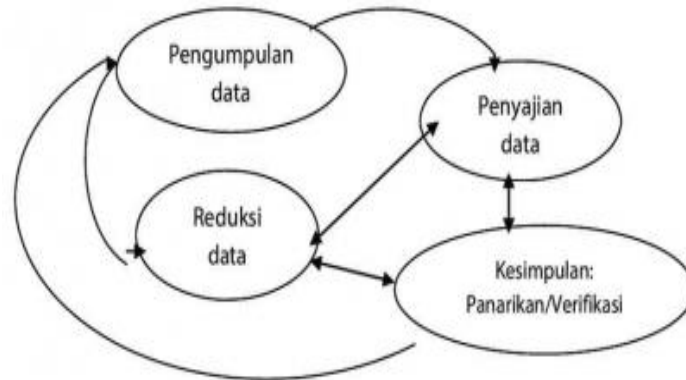 Pengumpulan
data
Penyajian
data
Reduksi
data
Kesimpulan:
Panarikan/Verifikasi